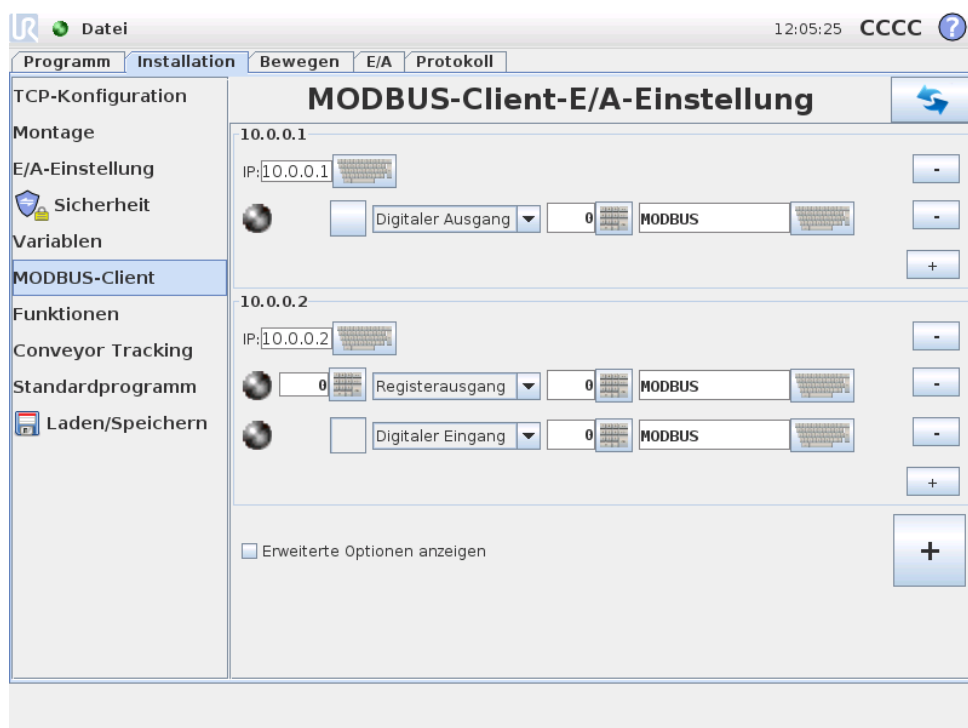 UR Datei 12:05:25 CCCC ?
Programm Installation Bewegen E/A Protokoll
TCP-Konfiguration
Montage
E/A-Einstellung
Sicherheit
Variablen
MODBUS-Client
Funktionen
Conveyor Tracking
Standardprogramm
Laden/Speichern
MODBUS-Client-E/A-Einstellung
10.0.0.1
IP: 10.0.0.1 -
Digitaler Ausgang 0 MODBUS -
+
10.0.0.2
IP: 10.0.0.2 -
0 Registerausgang 0 MODBUS -
Digitaler Eingang 0 MODBUS -
+
Erweiterte Optionen anzeigen +